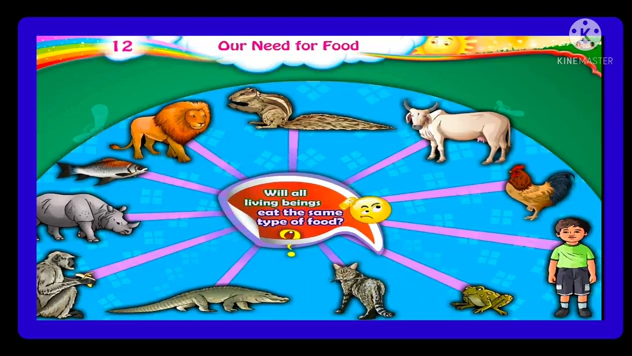 12 Our Need for Food
KINEMASTER
Will all
living beings
eat the same
type of food?
?